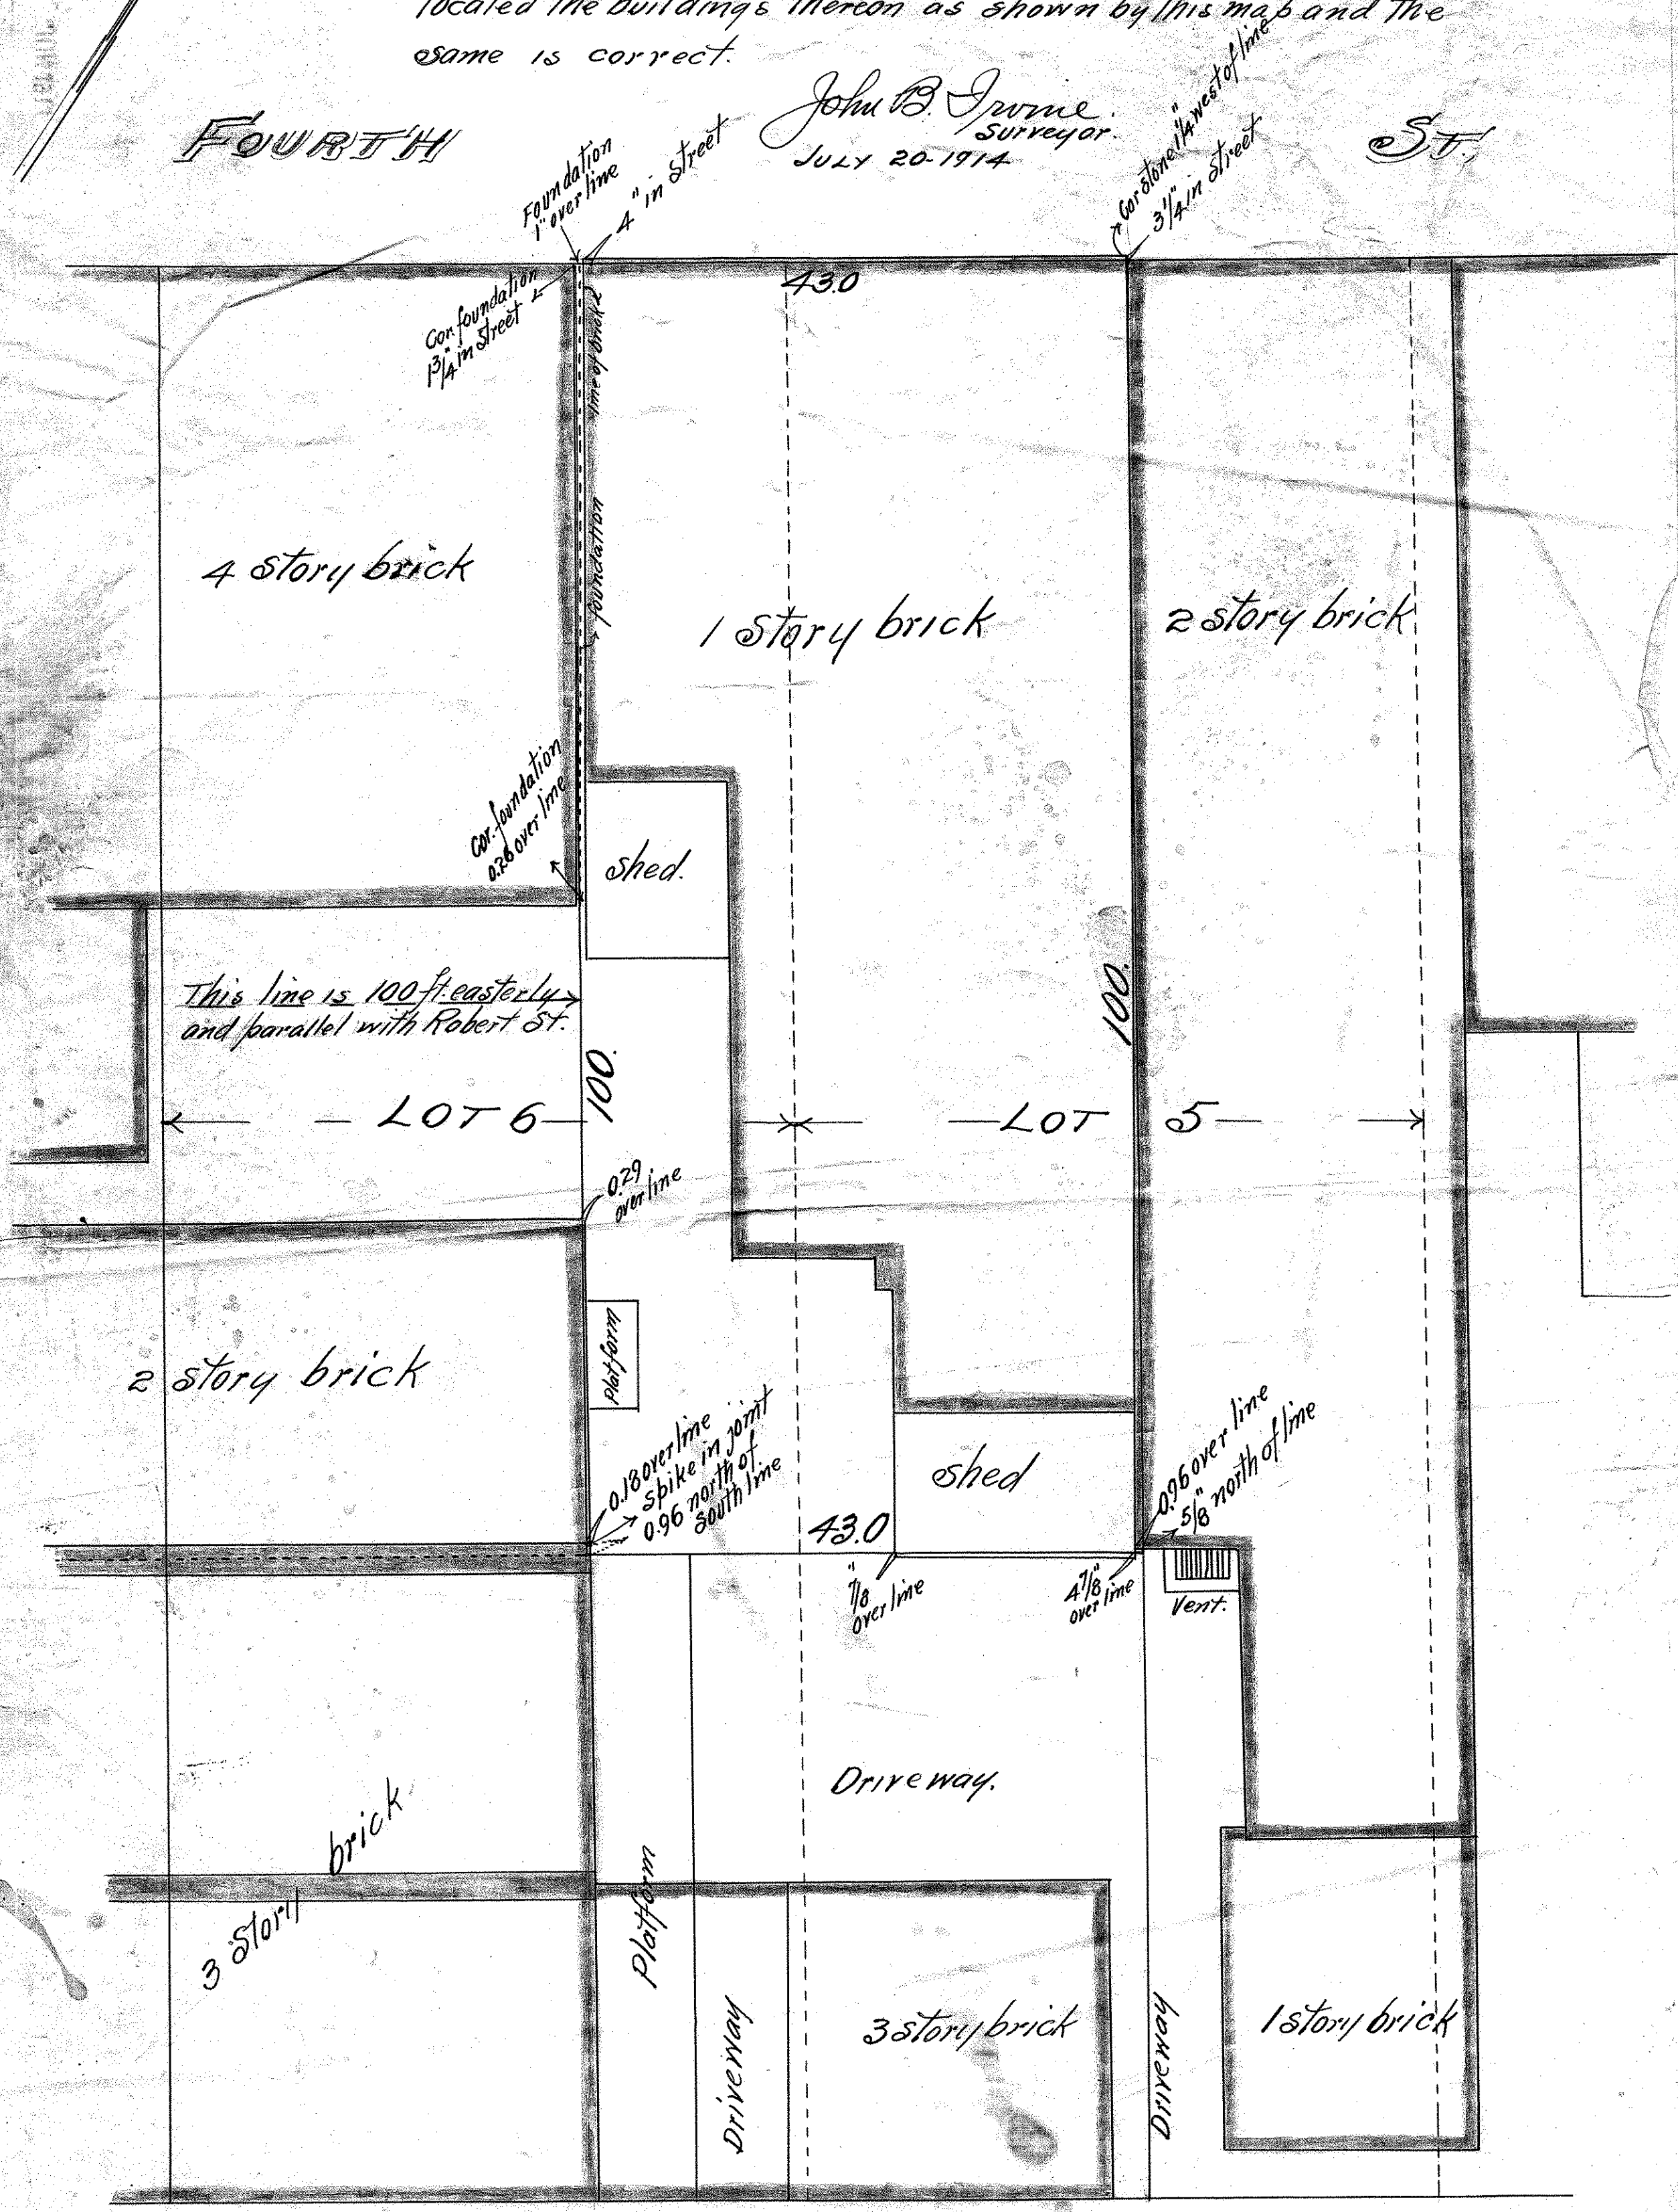 located the buildings thereon as shown by this map and the
same is correct.
John B. Irvine.
Surveyor.
JULY 20-1914
FOURTH
ST.
Foundation
1" over line
4" in street
Cor stone 1 1/4" west of line
3 1/4" in street
43.0
Cor. foundation
1 3/4" in street
line of brick
foundation
4 Story brick
1 Story brick
2 story brick
Cor. foundation
0.26 over line
shed.
This line is 100 ft. easterly
and parallel with Robert St.
100.
100.
LOT 6
LOT 5
0.29
over line
2 story brick
Platform
0.18 over line
spike in joint
0.96 north of
south line
shed
0.96 over line
5/8" north of line
43.0
7/8"
over line
4 7/8"
over line
Vent.
Driveway.
3 Story brick
Platform
Driveway
3 story brick
Driveway
1 story brick